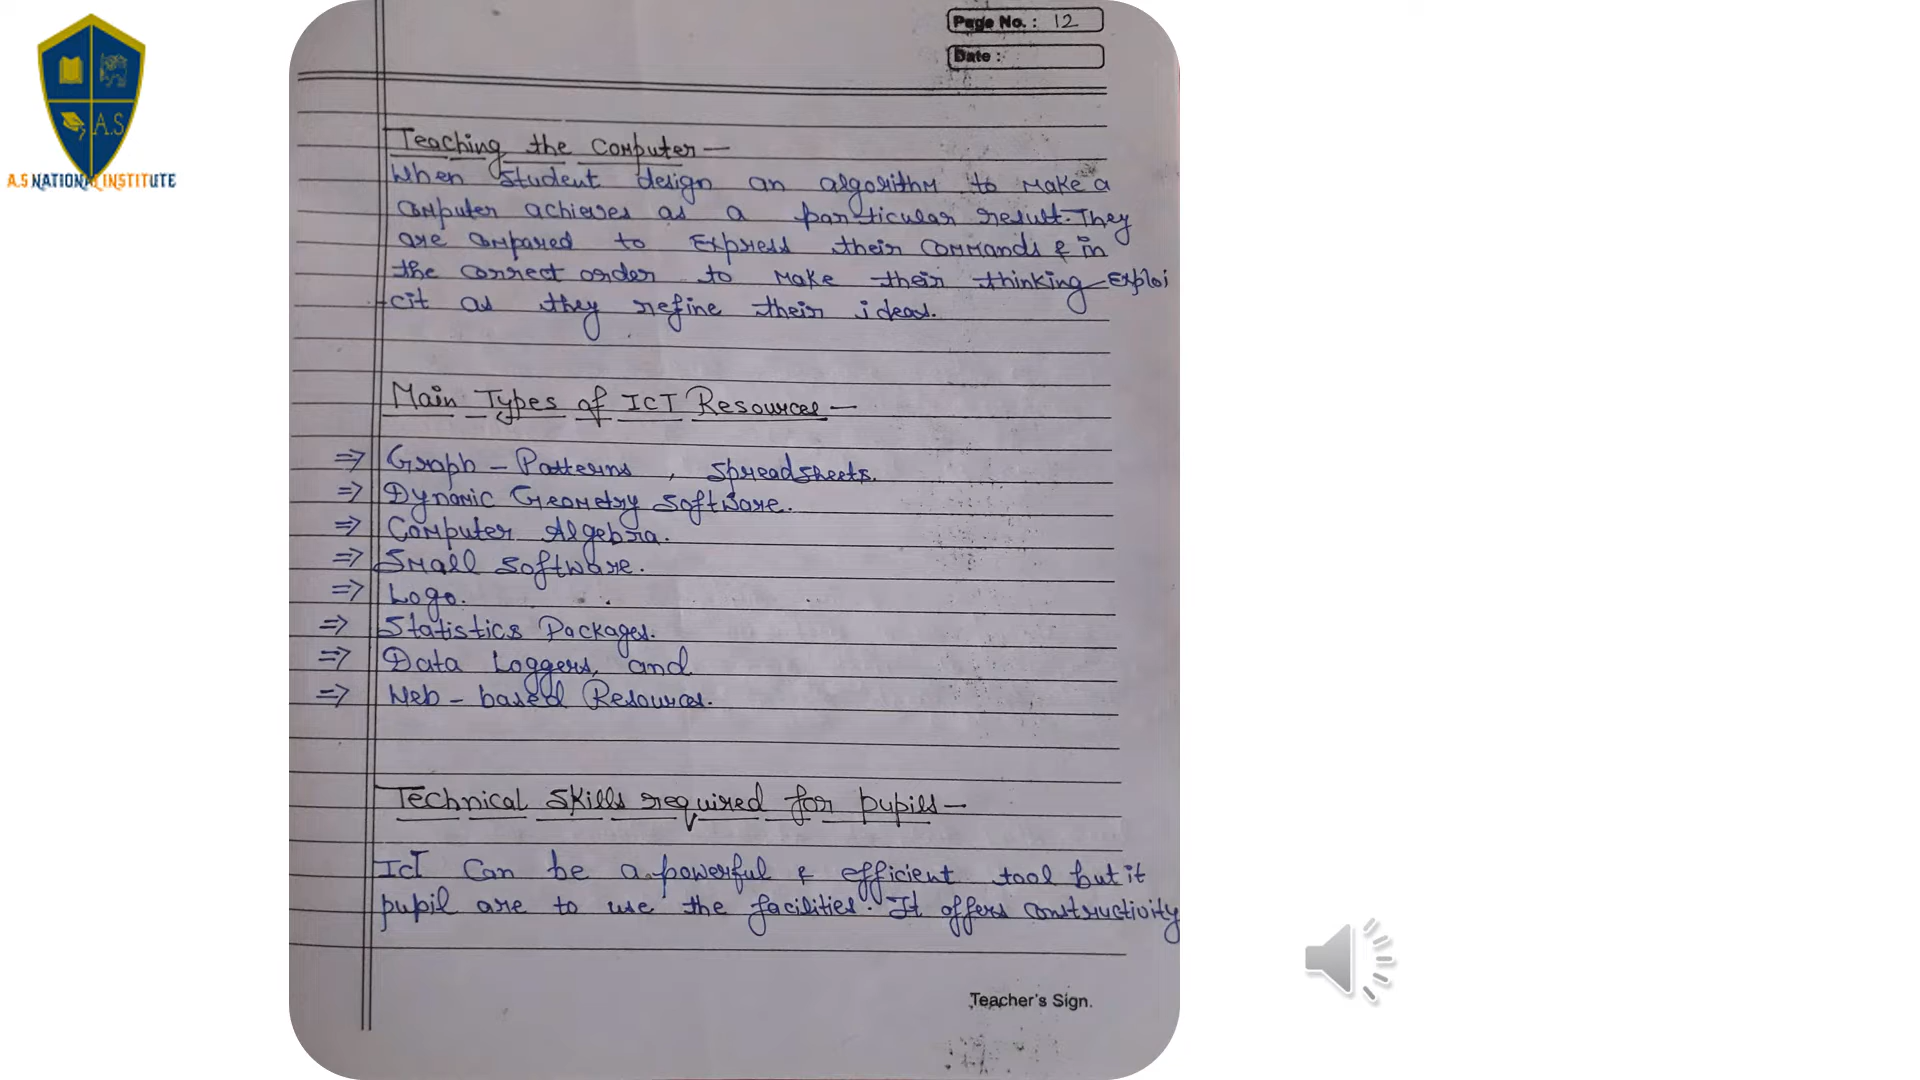 Page No.: 12
Date :
A.S
A.S NATIONAL INSTITUTE
Teaching the Computer —
When student design an algorithm to make a
computer achieves as a particular result. They
are compared to express their commands & in
the correct order to make their thinking exploi
cit as they refine their ideas.
Main Types of ICT Resources —
⇒ Graph - Patterns , Spreadsheets.
⇒ Dynamic Geometry Software.
⇒ Computer Algebra.
⇒ Small Software.
⇒ Logo.
⇒ Statistics Packages.
⇒ Data Loggers, and
⇒ Web - based Resources.
Technical Skills required for pupils —
ICT can be a powerful & efficient tool but it
pupil are to use the facilities. It offers constructivity
Teacher's Sign.